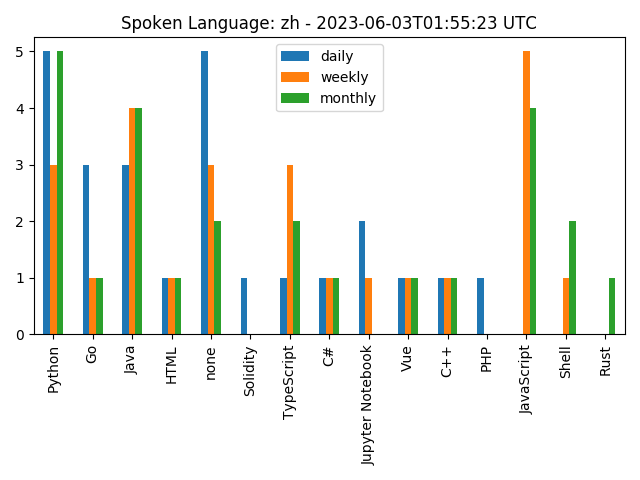 Spoken Language: zh - 2023-06-03T01:55:23 UTC
daily
weekly
monthly
5
4
3
2
1
0
Python
Go
Java
HTML
none
Solidity
TypeScript
C#
Jupyter Notebook
Vue
C++
PHP
JavaScript
Shell
Rust